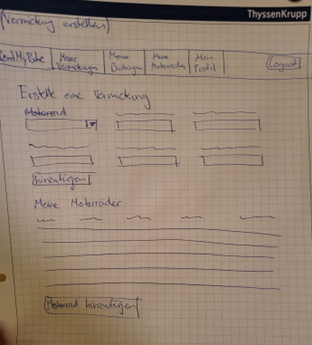 ThyssenKrupp
(Vermietung erstellen)
RentMyBike
Meine Vermietungen
Meine Buchungen
Meine Motorräder
Mein Profil
Logout
Erstelle eine Vermietung
Motorrad
hinzufügen
Meine Motorräder
Motorrad hinzufügen